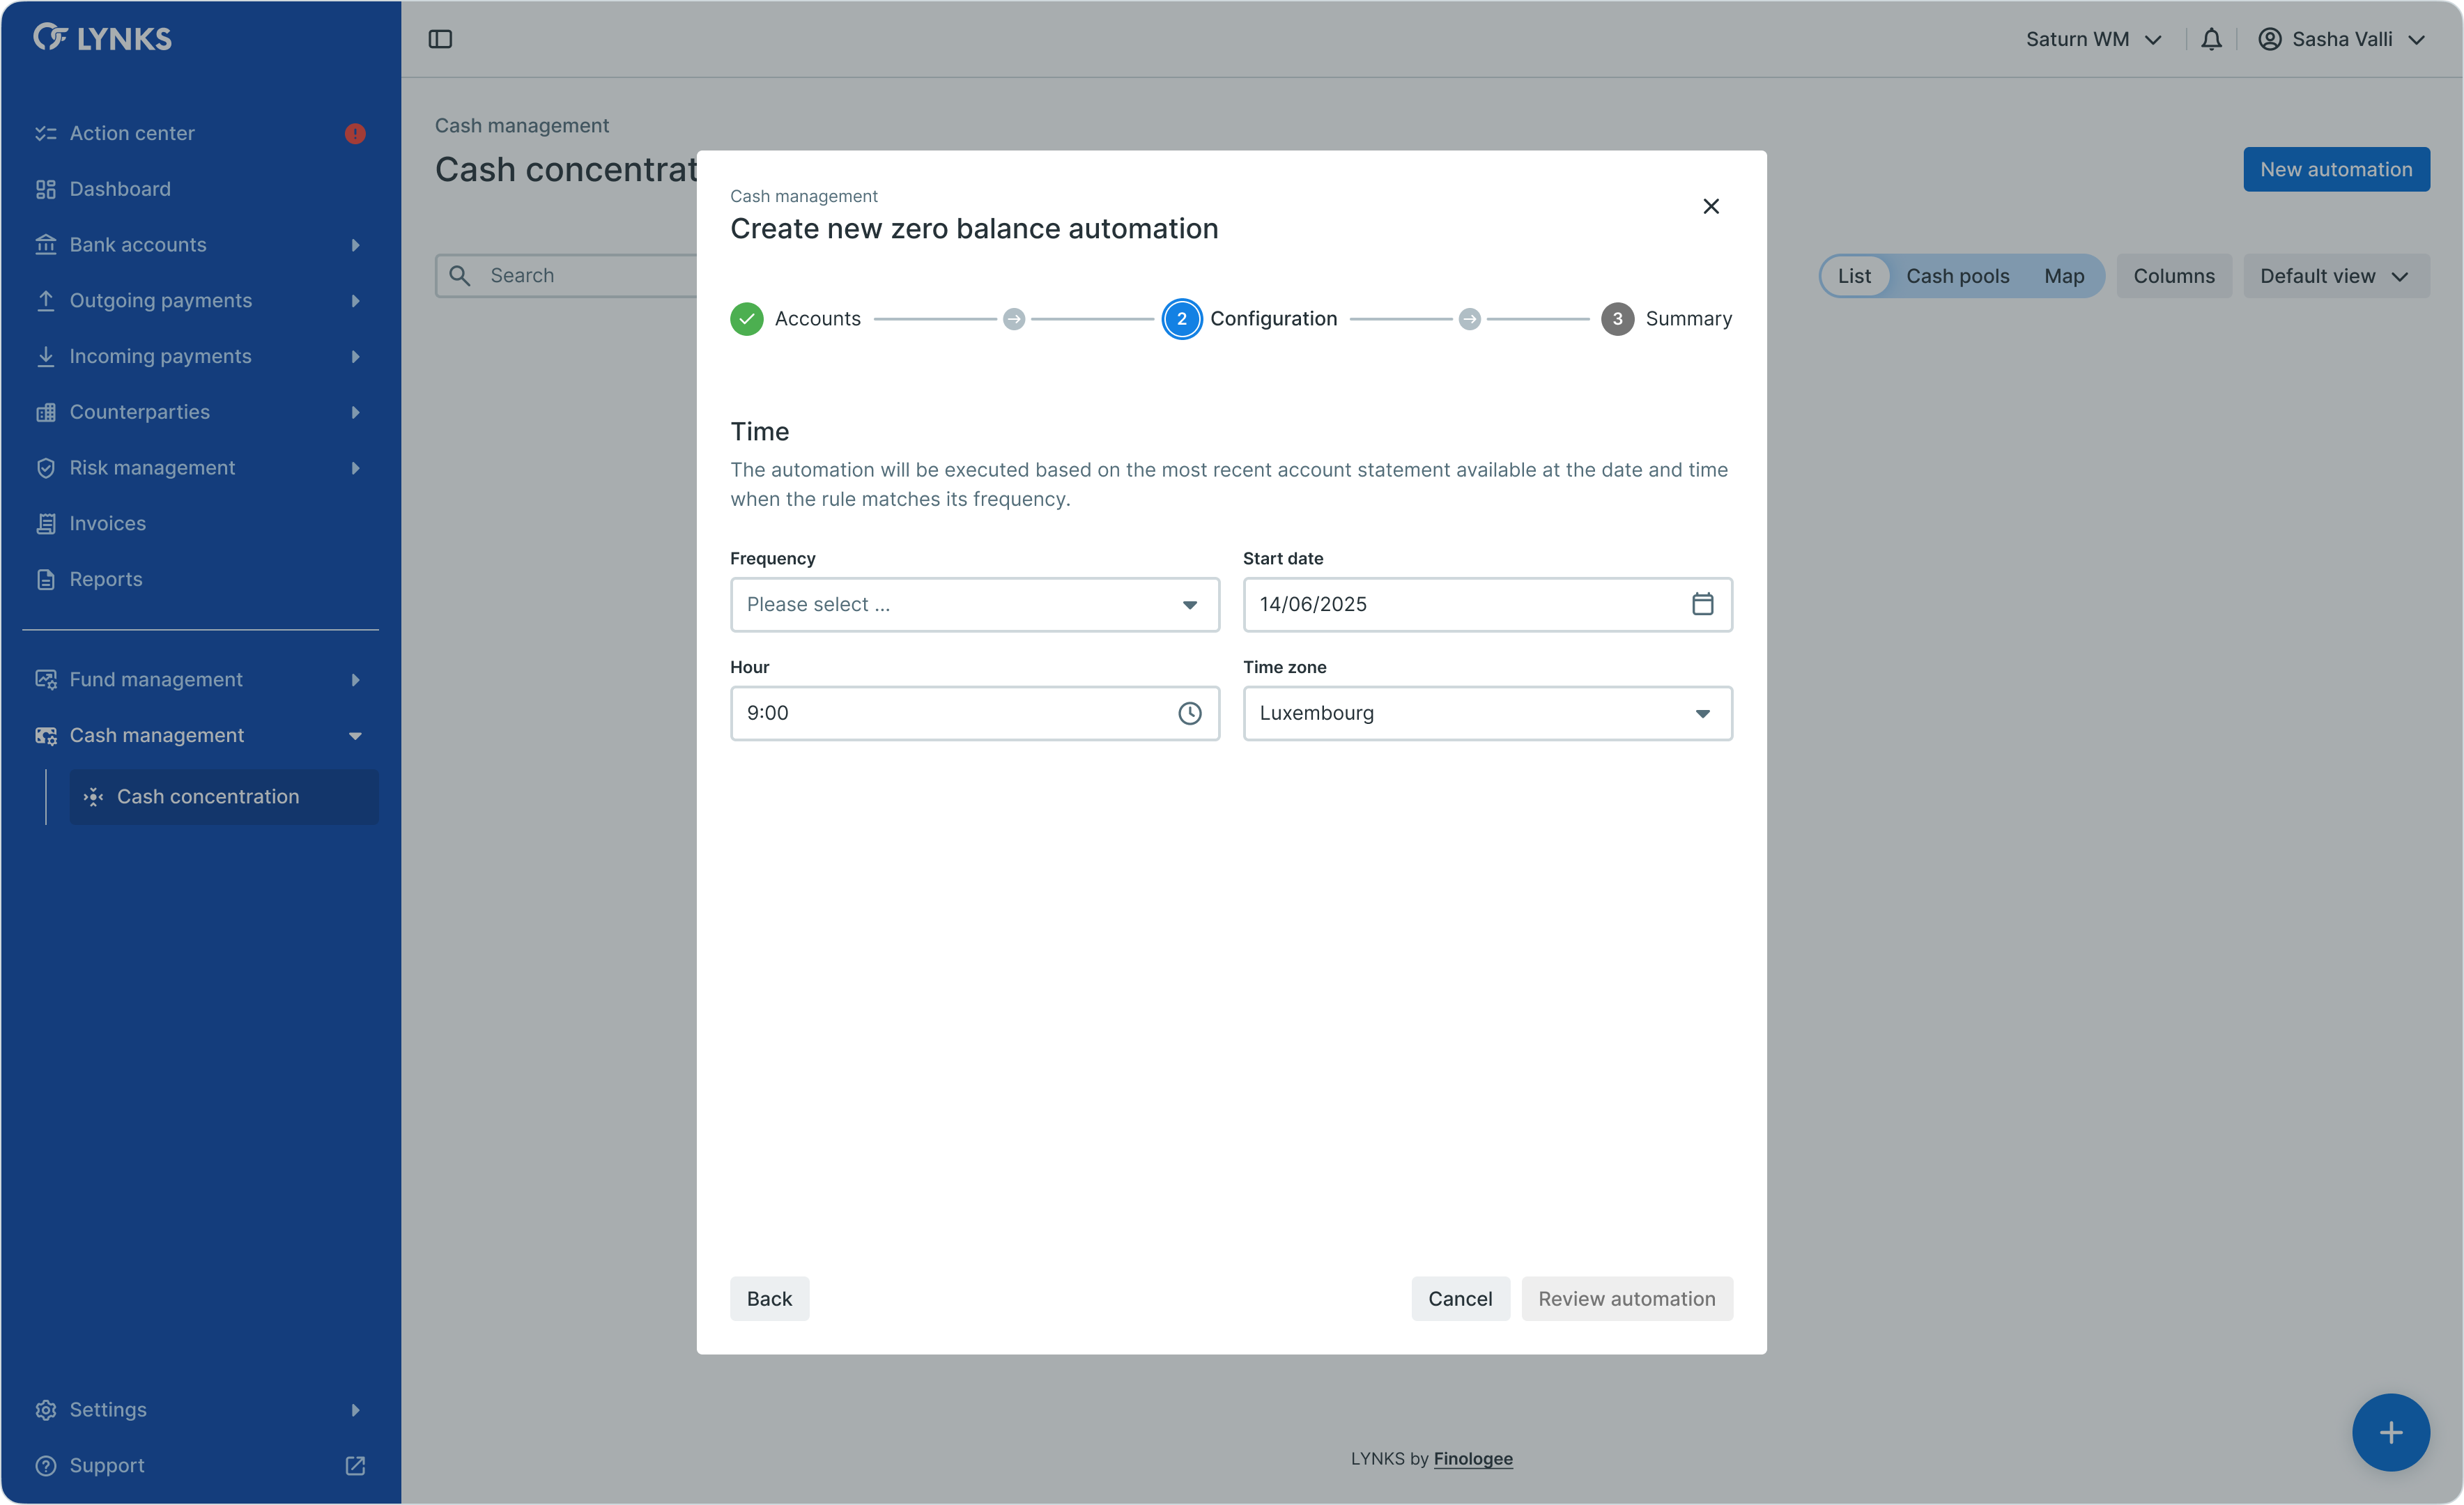 LYNKS
Action center
Dashboard
Bank accounts
Outgoing payments
Incoming payments
Counterparties
Risk management
Invoices
Reports
Fund management
Cash management
Cash concentration
Settings
Support
Saturn WM
Sasha Valli
Cash management
Cash concentrat
New automation
Search
List
Cash pools
Map
Columns
Default view
Cash management
Create new zero balance automation
Accounts
2 Configuration
3 Summary
Time
The automation will be executed based on the most recent account statement available at the date and time
when the rule matches its frequency.
Frequency
Please select ...
Start date
14/06/2025
Hour
9:00
Time zone
Luxembourg
Back
Cancel
Review automation
LYNKS by Finologee